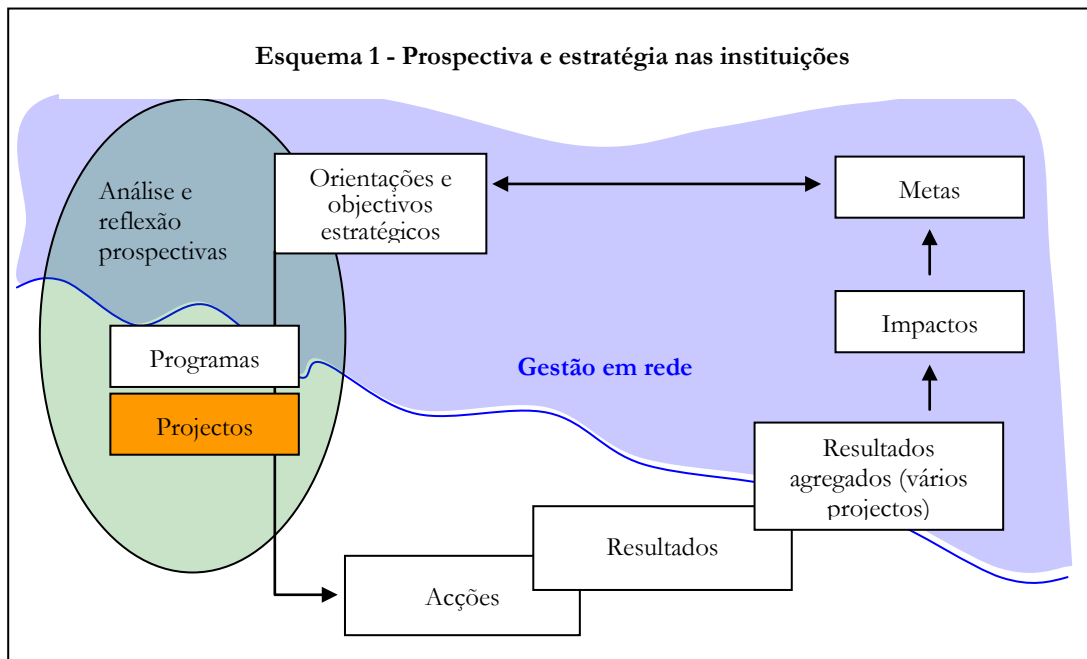 Esquema 1 - Prospectiva e estratégia nas instituições
Análise e
reflexão
prospectivas
Orientações e
objectivos
estratégicos
Metas
Programas
Projectos
Gestão em rede
Impactos
Resultados
agregados (vários
projectos)
Resultados
Acções